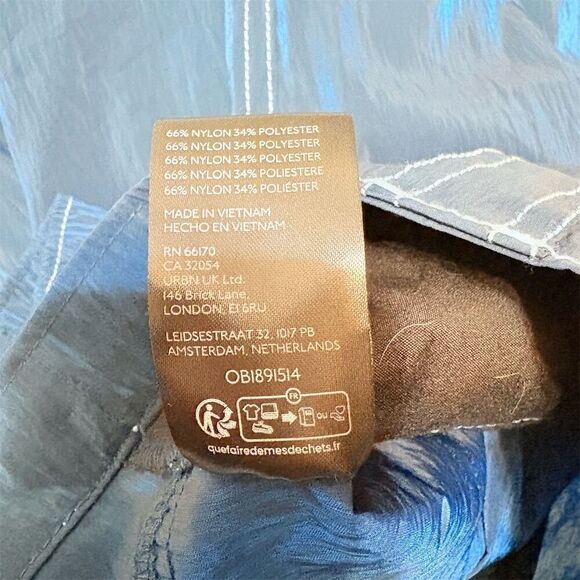 66% NYLON 34% POLYESTER
66% NYLON 34% POLYESTER
66% NYLON 34% POLYESTER
66% NYLON 34% POLIESTERE
66% NYLON 34% POLIÉSTER
MADE IN VIETNAM
HECHO EN VIETNAM
RN 66170
CA 32054
URBN UK Ltd.
146 Brick Lane,
LONDON, E1 6RU
LEIDSESTRAAT 32, 1017 PB
AMSTERDAM, NETHERLANDS
OB1891514
FR
OU
quefairedemesdechets.fr